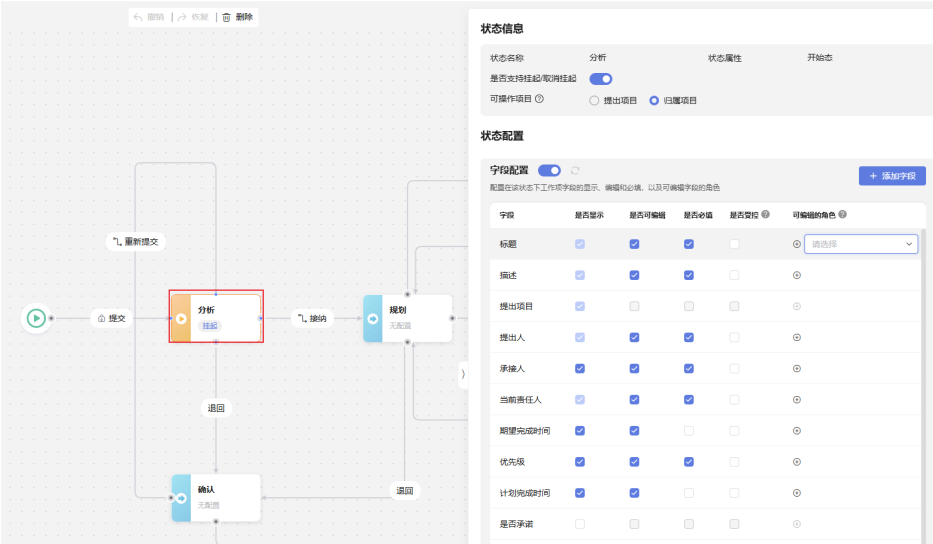 撤销 恢复 删除
状态信息
状态名称 分析 状态属性 开始态
是否支持挂起/取消挂起
可操作项目 提出项目 归属项目
状态配置
字段配置 + 添加字段
配置在该状态下工作项字段的显示、编辑和必填,以及可编辑字段的角色
字段 是否显示 是否可编辑 是否必填 是否受控 可编辑的角色
标题 请选择
描述
提出项目
提出人
承接人
当前责任人
期望完成时间
优先级
计划完成时间
是否承诺
重新提交
提交
分析
挂起
接纳
规划
无配置
退回
确认
无配置
退回